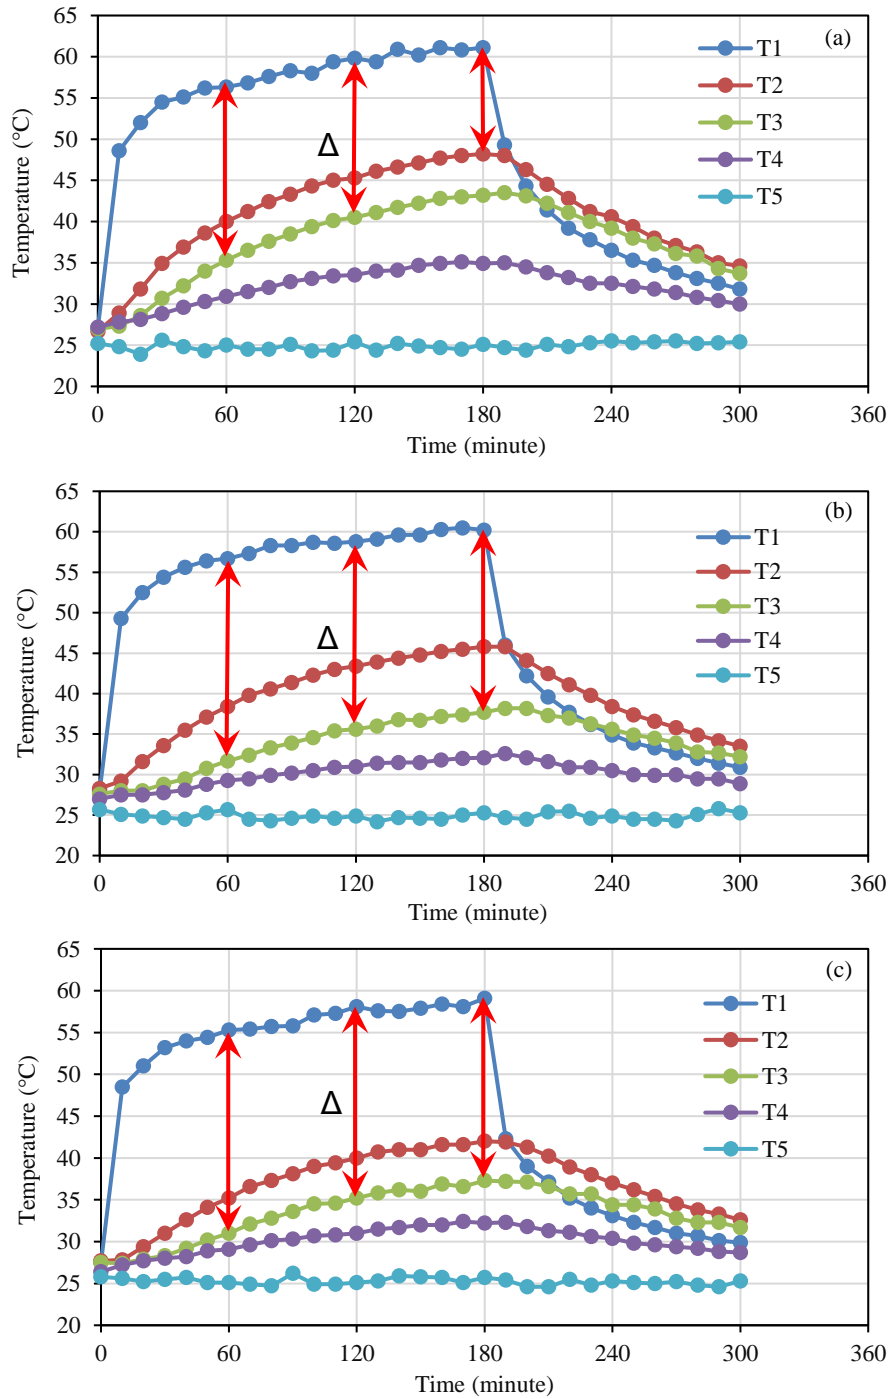 65
60
55
50
45
40
35
30
25
20
Temperature (°C)
(a)
T1
T2
T3
T4
T5
Δ
0 60 120 180 240 300 360
Time (minute)
65
60
55
50
45
40
35
30
25
20
Temperature (°C)
(b)
T1
T2
T3
T4
T5
Δ
0 60 120 180 240 300 360
Time (minute)
65
60
55
50
45
40
35
30
25
20
Temperature (°C)
(c)
T1
T2
T3
T4
T5
Δ
0 60 120 180 240 300 360
Time (minute)